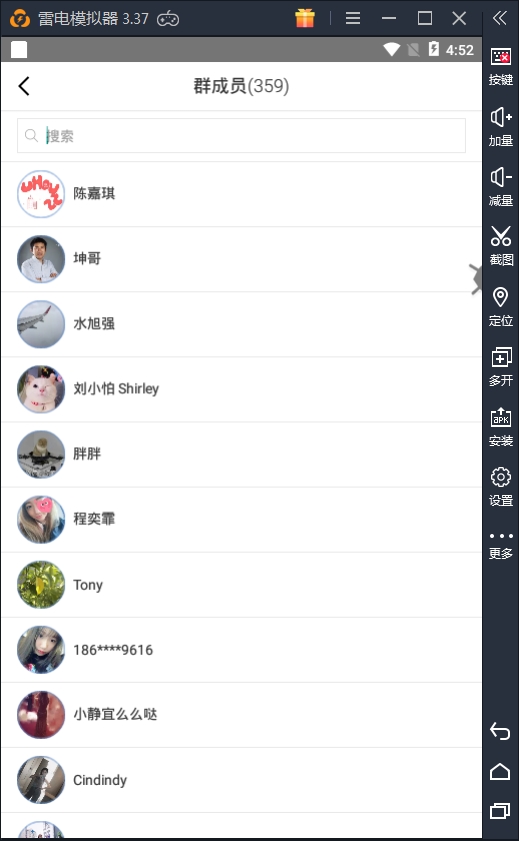 雷电模拟器 3.37
4:52
群成员(359)
搜索
陈嘉琪
坤哥
水旭强
刘小怕 Shirley
胖胖
程奕霏
Tony
186****9616
小静宜么么哒
Cindindy
按键
加量
减量
截图
定位
多开
APK
安装
设置
更多